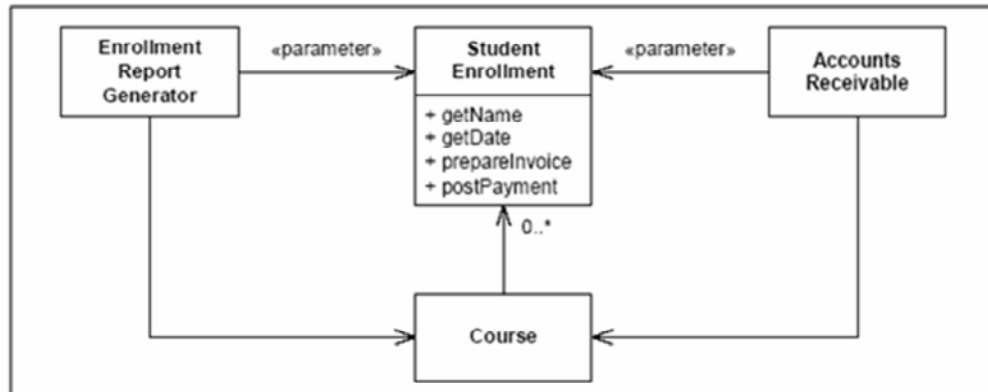 Enrollment
Report
Generator
«parameter»
Student
Enrollment
+ getName
+ getDate
+ prepareInvoice
+ postPayment
«parameter»
Accounts
Receivable
0..*
Course